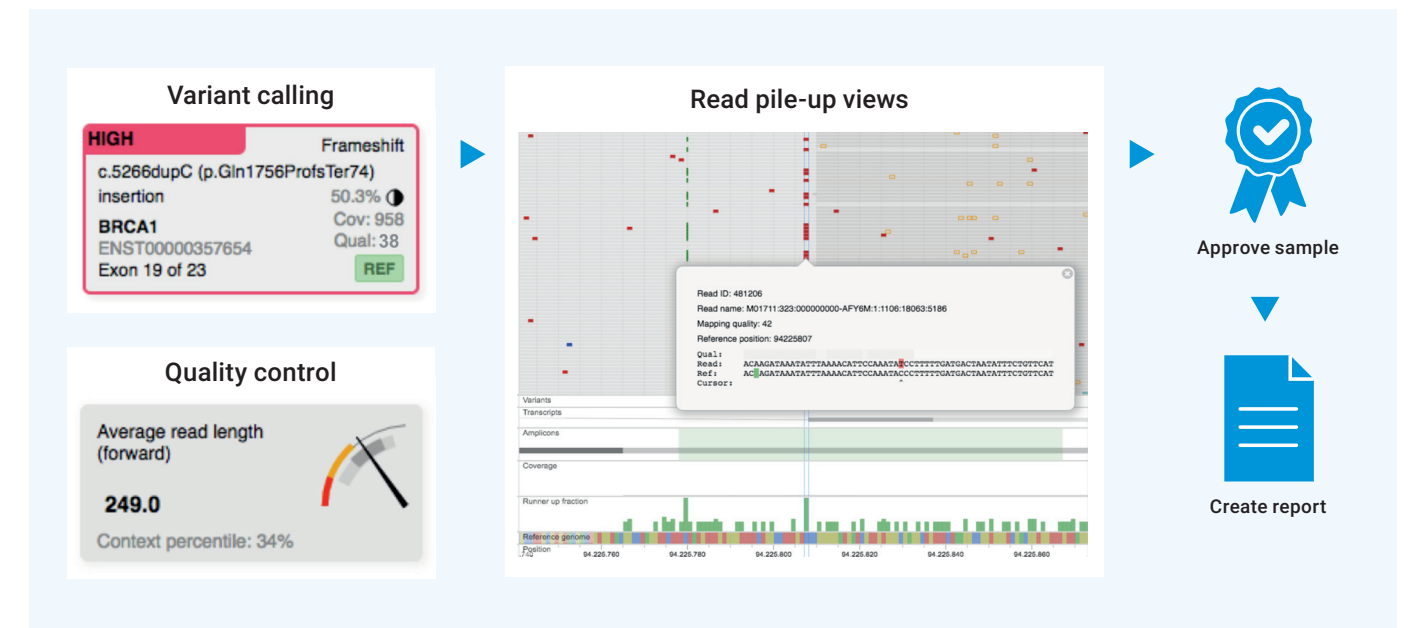 Variant calling
HIGH
Frameshift
c.5266dupC (p.Gln1756ProfsTer74)
insertion
50.3%
BRCA1
Cov: 958
ENST00000357654
Qual: 38
Exon 19 of 23
REF
Quality control
Average read length
(forward)
249.0
Context percentile: 34%
Read pile-up views
Read ID: 481206
Read name: M01711:323:000000000-AFY6M:1:1106:18063:5186
Mapping quality: 42
Reference position: 94225807
Qual:
Read: ACAAGATAAATATTTAAAACATTCCAAATATCCTTTTTGATGACTAATATTTCTGTTCAT
Ref: AC AGATAAATATTTAAAACATTCCAAATACCCTTTTTGATGACTAATATTTCTGTTCAT
Cursor: ^
Variants
Transcripts
Amplicons
Coverage
Runner up fraction
Reference genome
Position
.740 94.225.760 94.225.780 94.225.800 94.225.820 94.225.840 94.225.860
Approve sample
Create report